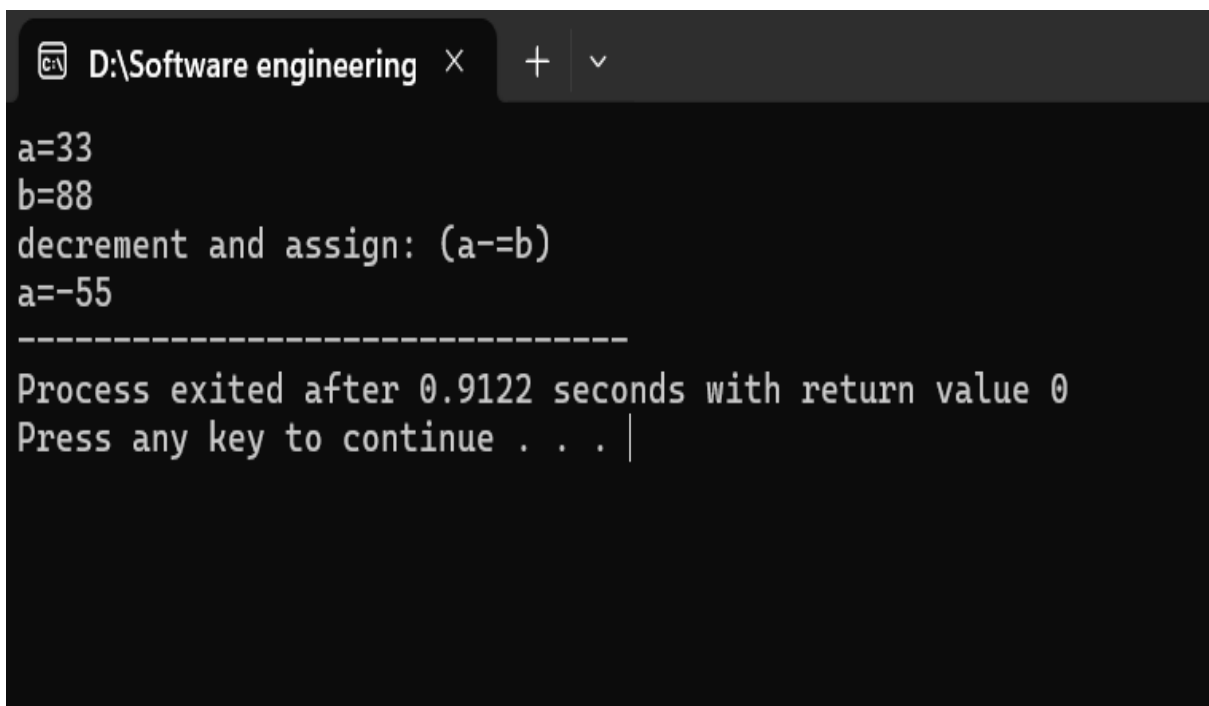 D:\Software engineering
a=33
b=88
decrement and assign: (a-=b)
a=-55
--------------------------------
Process exited after 0.9122 seconds with return value 0
Press any key to continue . . .